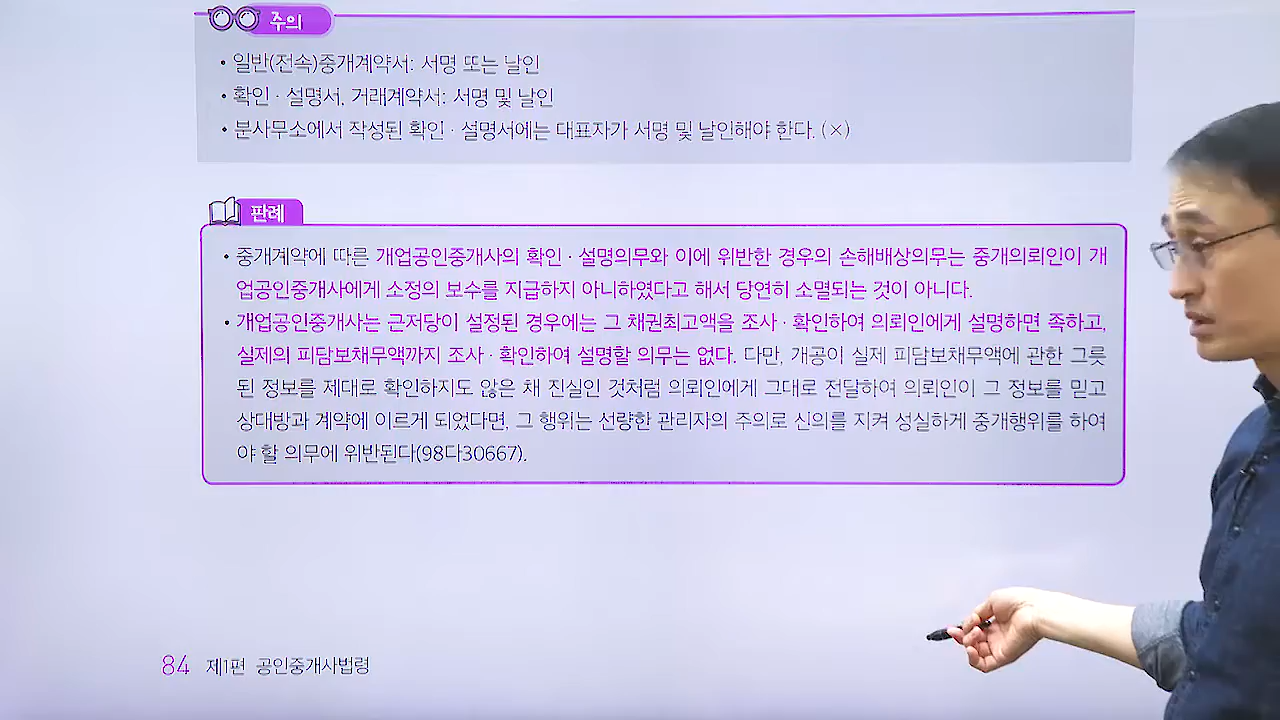 주의
• 일반(전속)중개계약서: 서명 또는 날인
• 확인 · 설명서, 거래계약서: 서명 및 날인
• 분사무소에서 작성된 확인 · 설명서에는 대표자가 서명 및 날인해야 한다. (×)
판례
• 중개계약에 따른 개업공인중개사의 확인 · 설명의무와 이에 위반한 경우의 손해배상의무는 중개의뢰인이 개
업공인중개사에게 소정의 보수를 지급하지 아니하였다고 해서 당연히 소멸되는 것이 아니다.
• 개업공인중개사는 근저당이 설정된 경우에는 그 채권최고액을 조사 · 확인하여 의뢰인에게 설명하면 족하고,
실제의 피담보채무액까지 조사 · 확인하여 설명할 의무는 없다. 다만, 개공이 실제 피담보채무액에 관한 그릇
된 정보를 제대로 확인하지도 않은 채 진실인 것처럼 의뢰인에게 그대로 전달하여 의뢰인이 그 정보를 믿고
상대방과 계약에 이르게 되었다면, 그 행위는 선량한 관리자의 주의로 신의를 지켜 성실하게 중개행위를 하여
야 할 의무에 위반된다(98다30667).
84 제1편 공인중개사법령